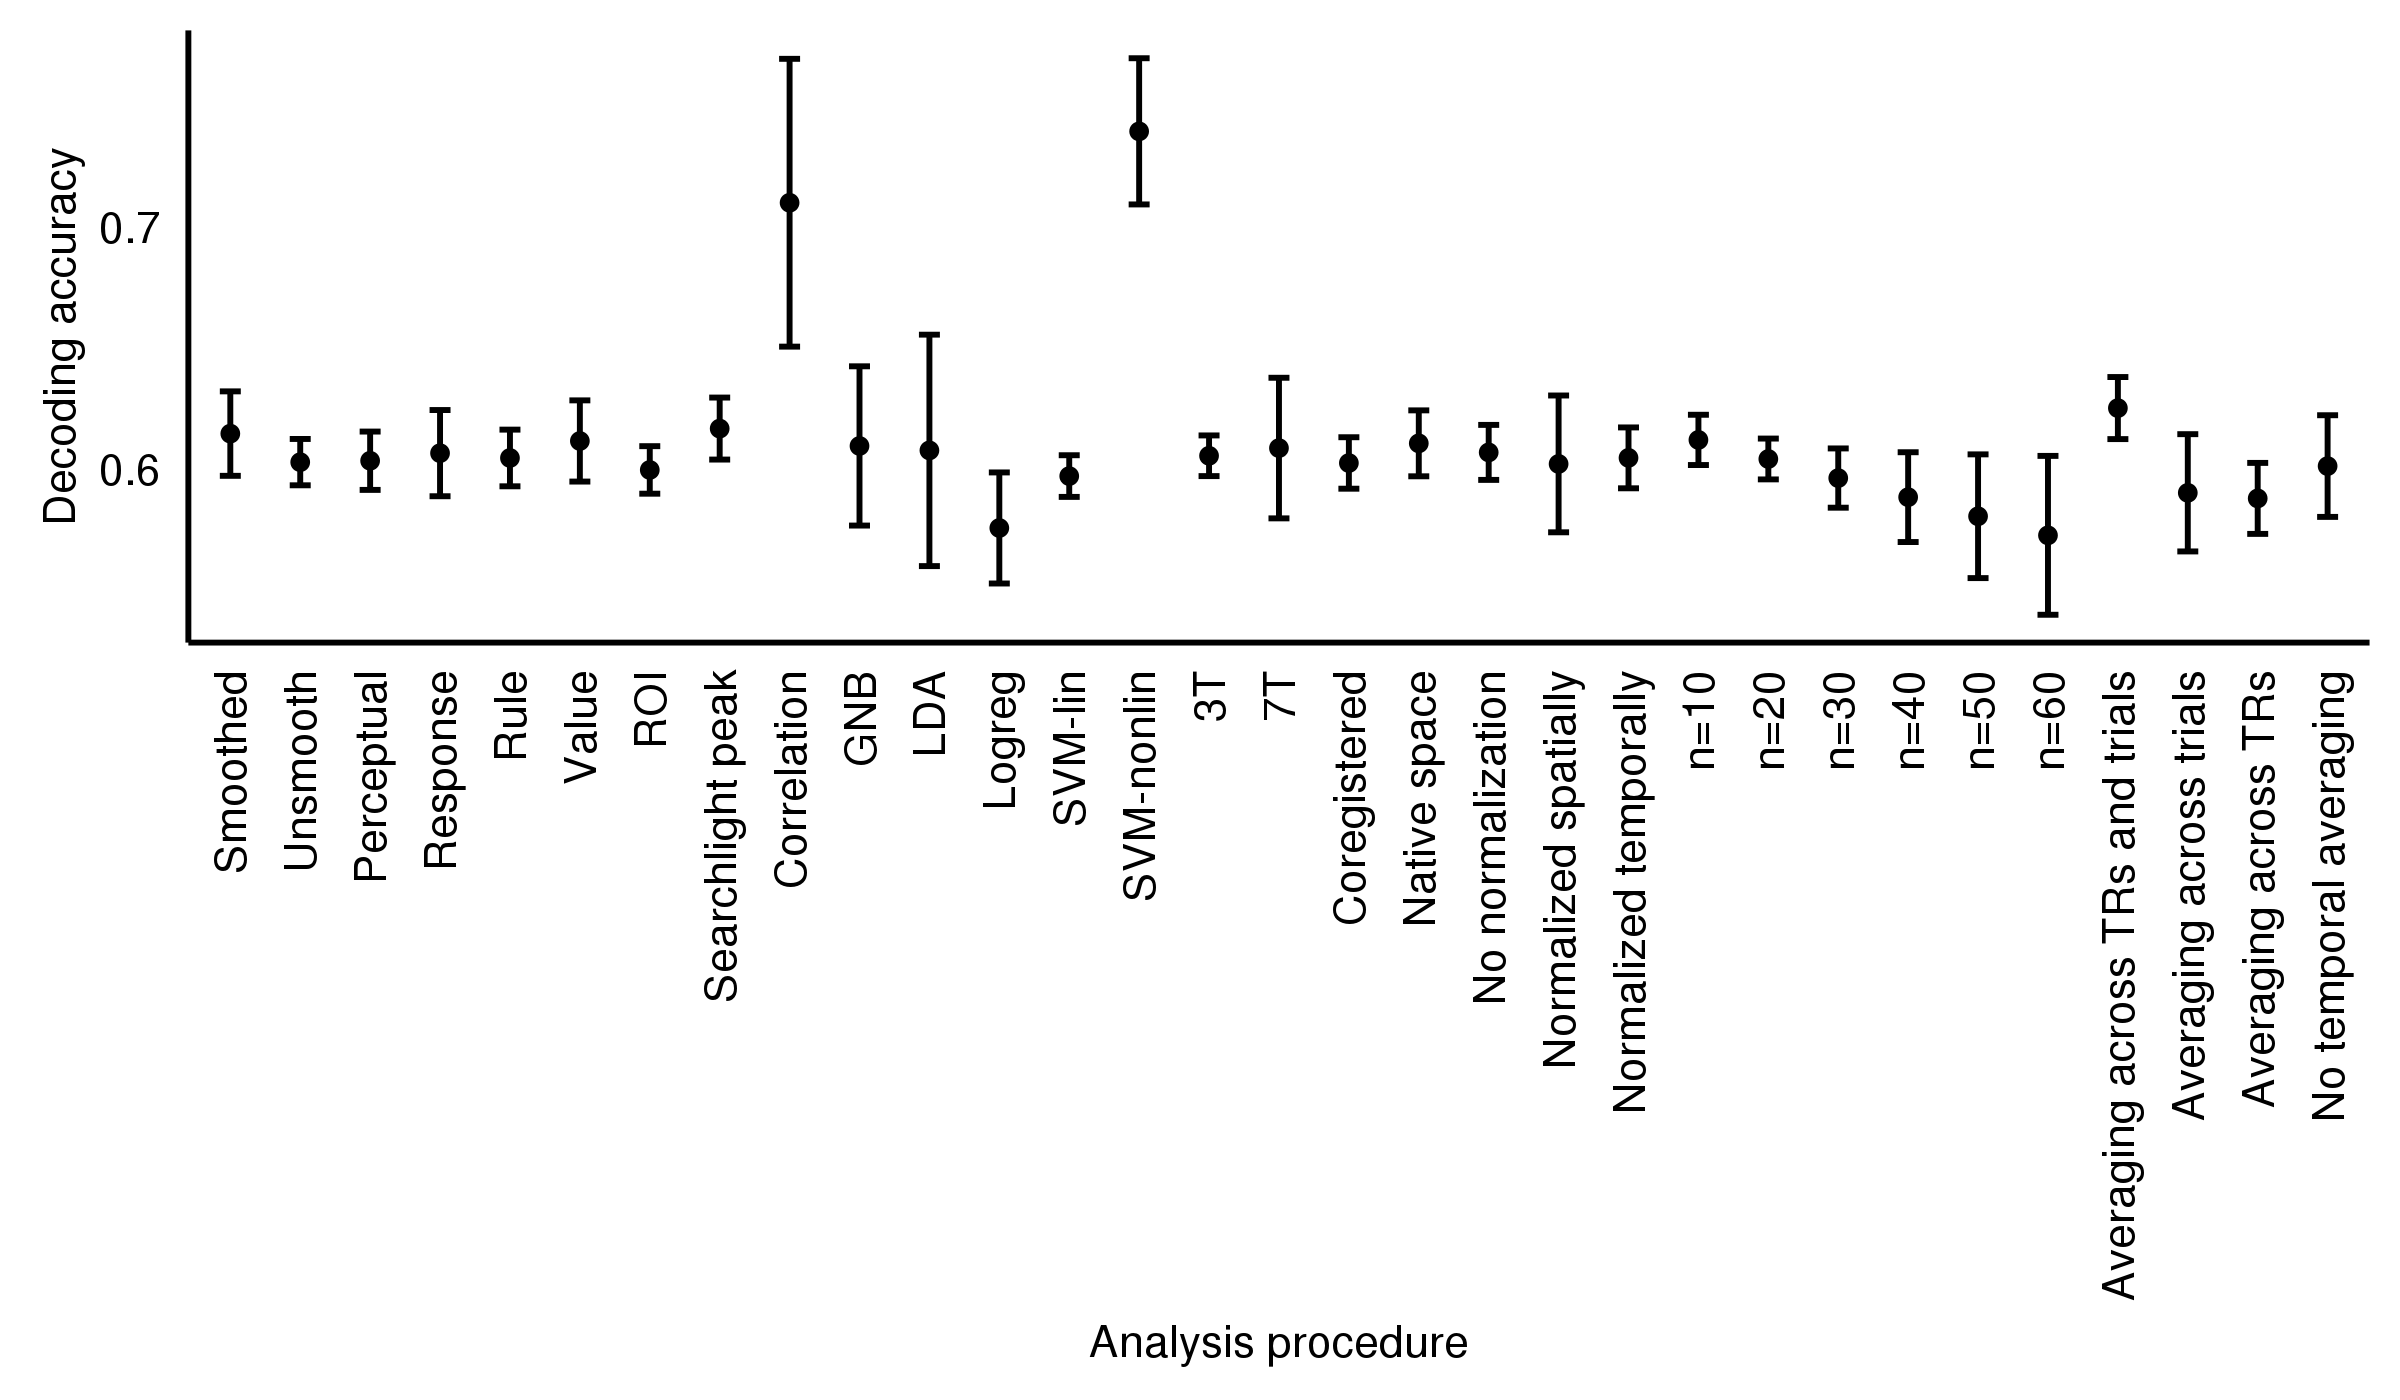 Decoding accuracy
0.7
0.6
Smoothed
Unsmooth
Perceptual
Response
Rule
Value
ROI
Searchlight peak
Correlation
GNB
LDA
Logreg
SVM-lin
SVM-nonlin
3T
7T
Coregistered
Native space
No normalization
Normalized spatially
Normalized temporally
n=10
n=20
n=30
n=40
n=50
n=60
Averaging across TRs and trials
Averaging across trials
Averaging across TRs
No temporal averaging
Analysis procedure